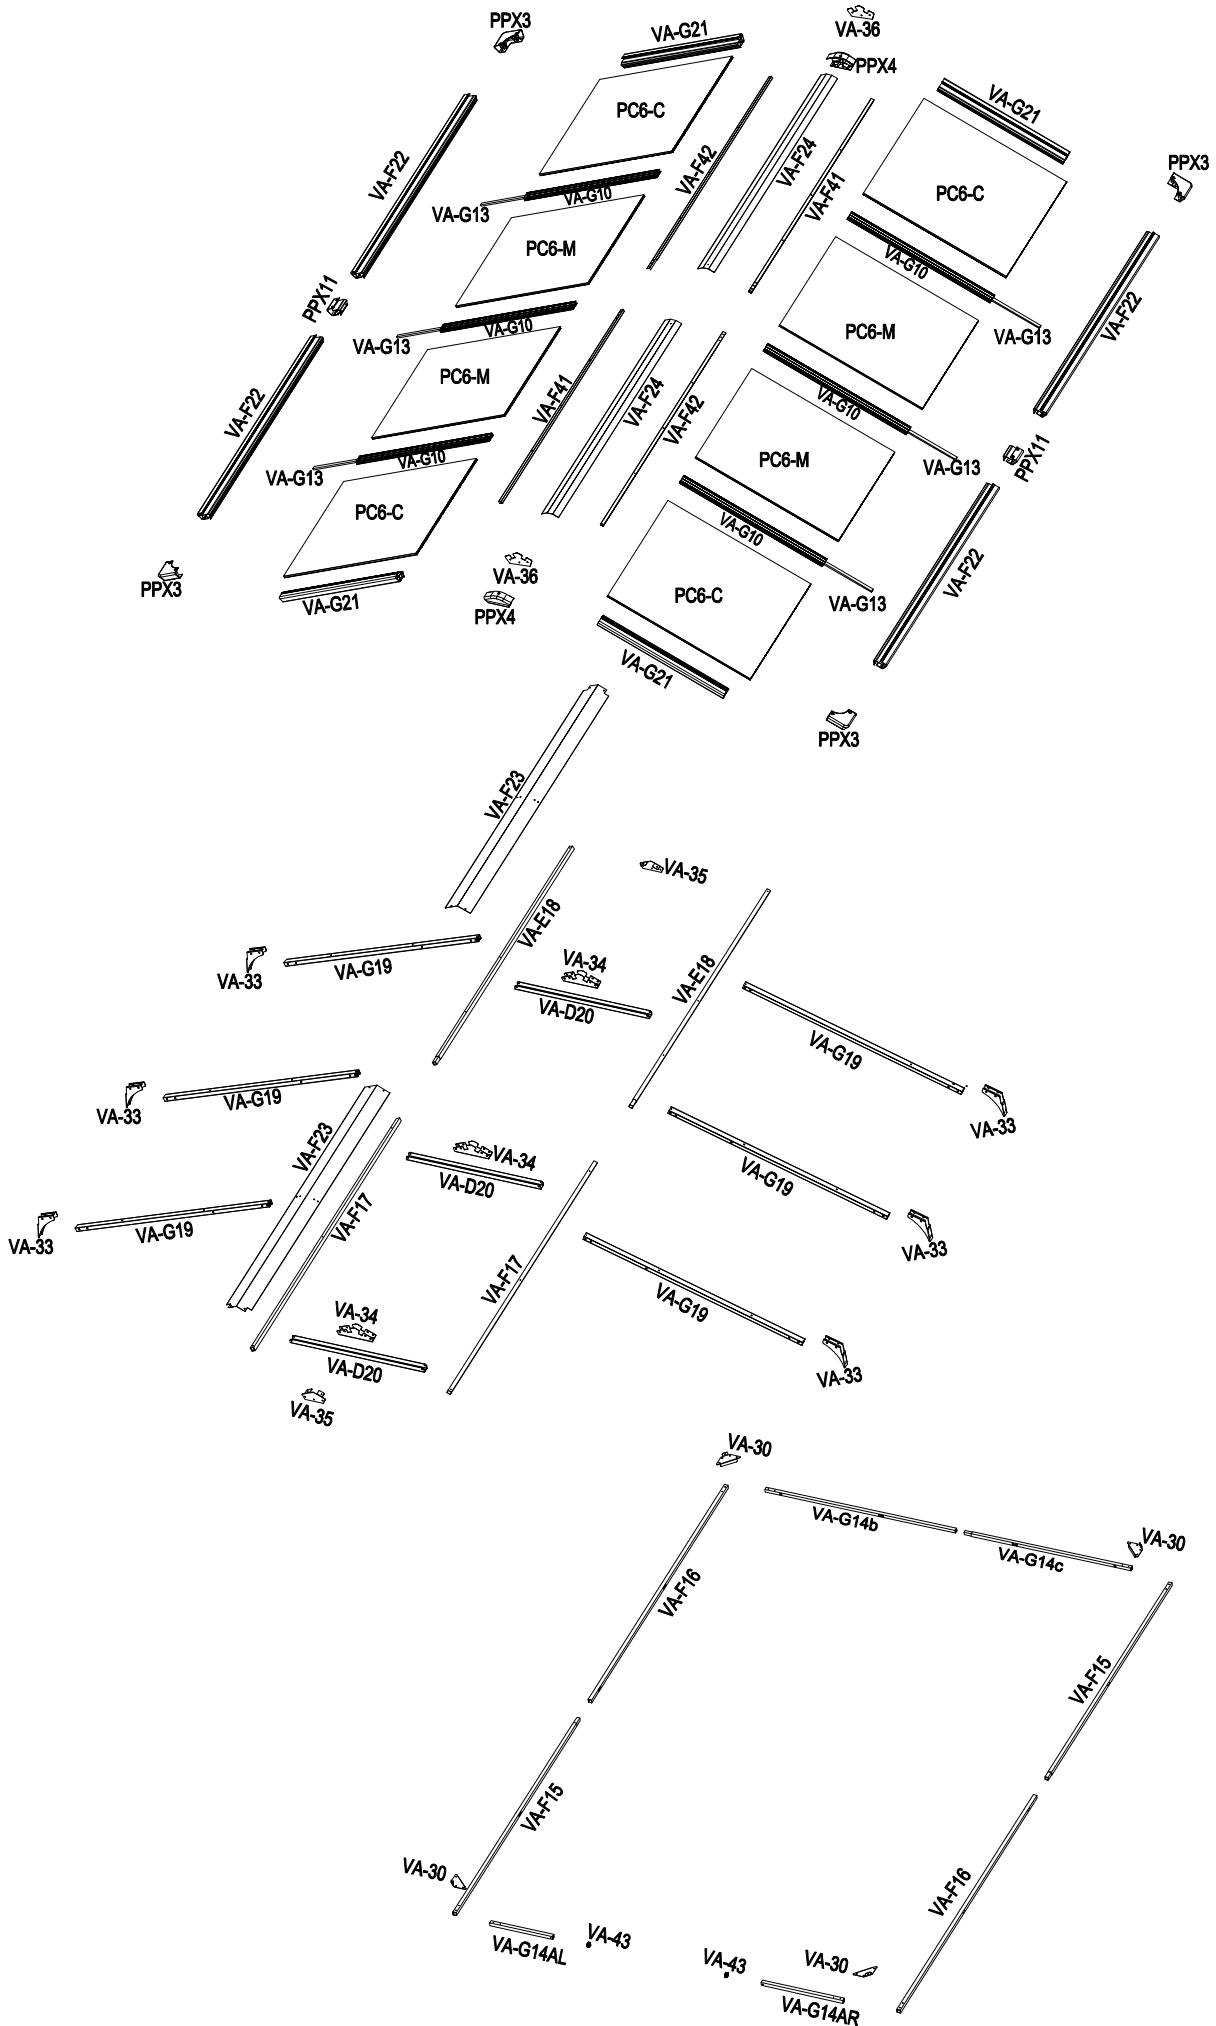 PPX3
VA-G21
VA-36
PPX4
PC6-C
VA-G21
VA-F22
VA-F42
VA-F24
VA-F41
PC6-C
PPX3
VA-G10
VA-G13
PC6-M
VA-G10
PPX11
VA-G10
VA-G13
PC6-M
VA-G13
VA-F22
PC6-M
VA-F22
VA-F41
VA-F24
VA-F42
VA-G10
VA-G10
VA-G13
PC6-M
VA-G13
PPX11
PC6-C
VA-G10
VA-36
PPX3
VA-G21
PPX4
PC6-C
VA-G13
VA-F22
VA-G21
PPX3
VA-F23
VA-35
VA-E18
VA-33
VA-G19
VA-34
VA-E18
VA-D20
VA-G19
VA-33
VA-G19
VA-33
VA-F23
VA-34
VA-D20
VA-G19
VA-33
VA-G19
VA-F17
VA-33
VA-F17
VA-G19
VA-34
VA-D20
VA-33
VA-35
VA-30
VA-G14b
VA-G14c
VA-30
VA-F16
VA-F15
VA-F15
VA-30
VA-F16
VA-G14AL
VA-43
VA-43
VA-30
VA-G14AR